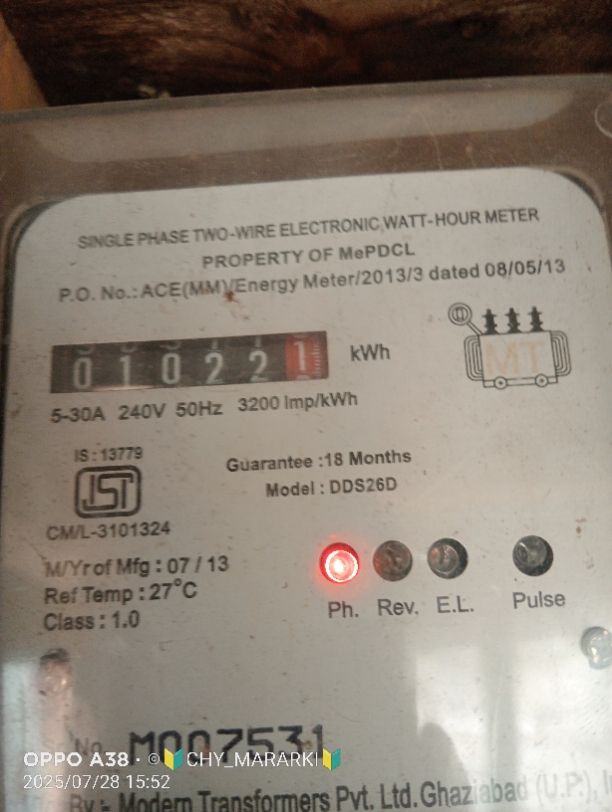 SINGLE PHASE TWO-WIRE ELECTRONIC WATT-HOUR METER
PROPERTY OF MePDCL
P.O. No.: ACE(MM)/Energy Meter/2013/3 dated 08/05/13
0 1 0 2 2 1 kWh
MT
5-30A 240V 50Hz 3200 Imp/kWh
IS : 13779
ISI
Guarantee :18 Months
Model : DDS26D
CM/L-3101324
M/Yr of Mfg : 07 / 13
Ref Temp : 27°C
Class : 1.0
Ph. Rev. E.L. Pulse
No. M007531
OPPO A38 · © CHY_MARARKI
2025/07/28 15:52
By :- Modern Transformers Pvt. Ltd. Ghaziabad (U.P.),